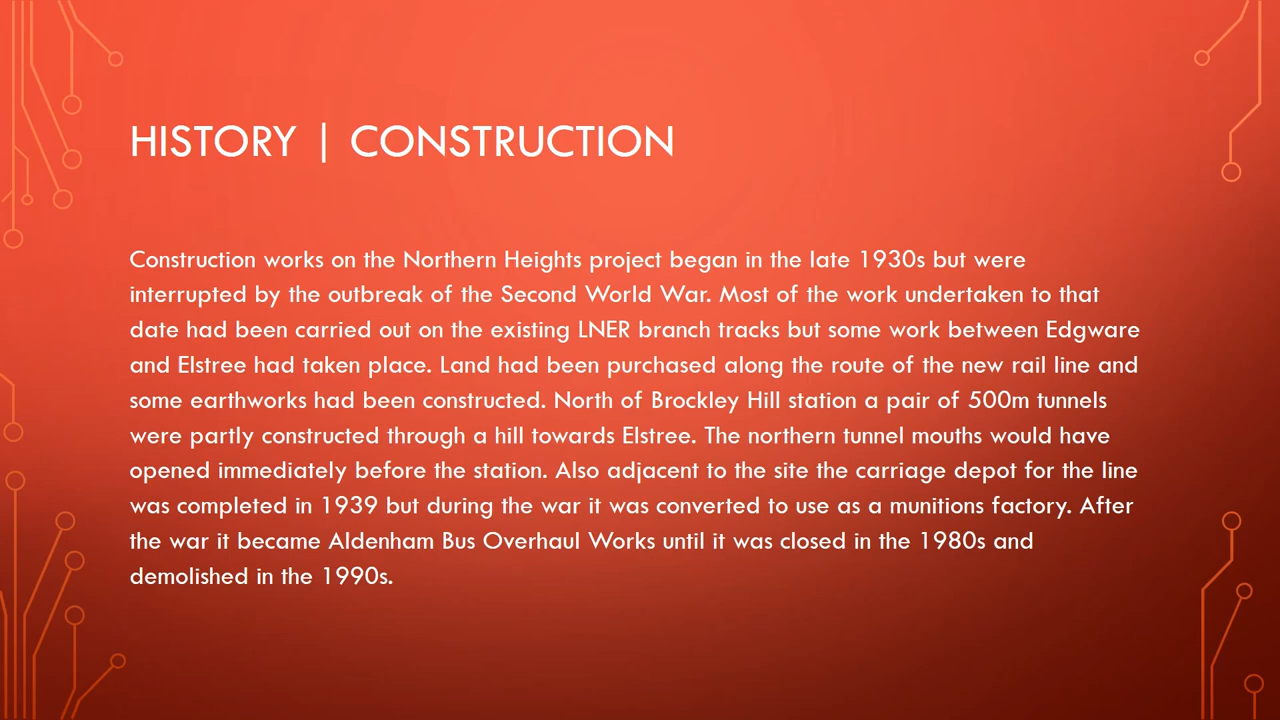 HISTORY | CONSTRUCTION
Construction works on the Northern Heights project began in the late 1930s but were
interrupted by the outbreak of the Second World War. Most of the work undertaken to that
date had been carried out on the existing LNER branch tracks but some work between Edgware
and Elstree had taken place. Land had been purchased along the route of the new rail line and
some earthworks had been constructed. North of Brockley Hill station a pair of 500m tunnels
were partly constructed through a hill towards Elstree. The northern tunnel mouths would have
opened immediately before the station. Also adjacent to the site the carriage depot for the line
was completed in 1939 but during the war it was converted to use as a munitions factory. After
the war it became Aldenham Bus Overhaul Works until it was closed in the 1980s and
demolished in the 1990s.